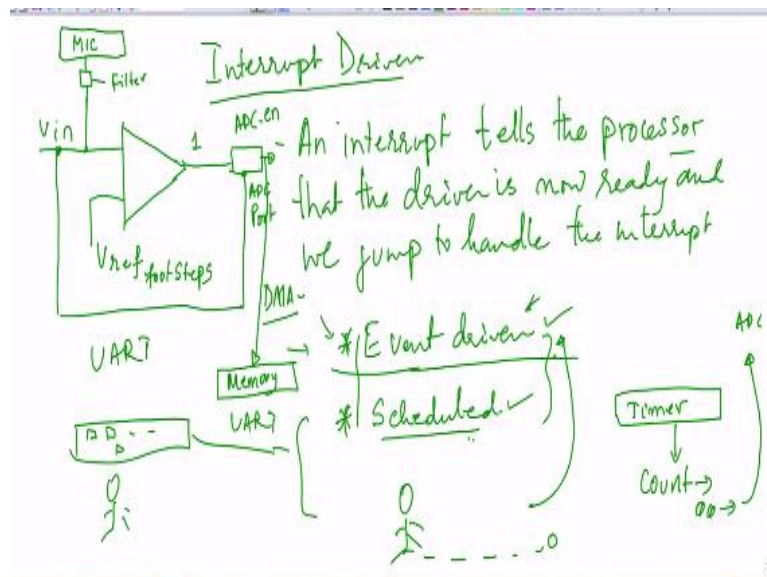 MIC
Filter
Interrupt Driven
Vin
1
ADC-en
ADC
Port
Vref footsteps
- An interrupt tells the processor
that the driver is now ready and
we jump to handle the interrupt
DMA
UART
Memory
UART
* Event driven
* Scheduled
Timer
Count
ADC